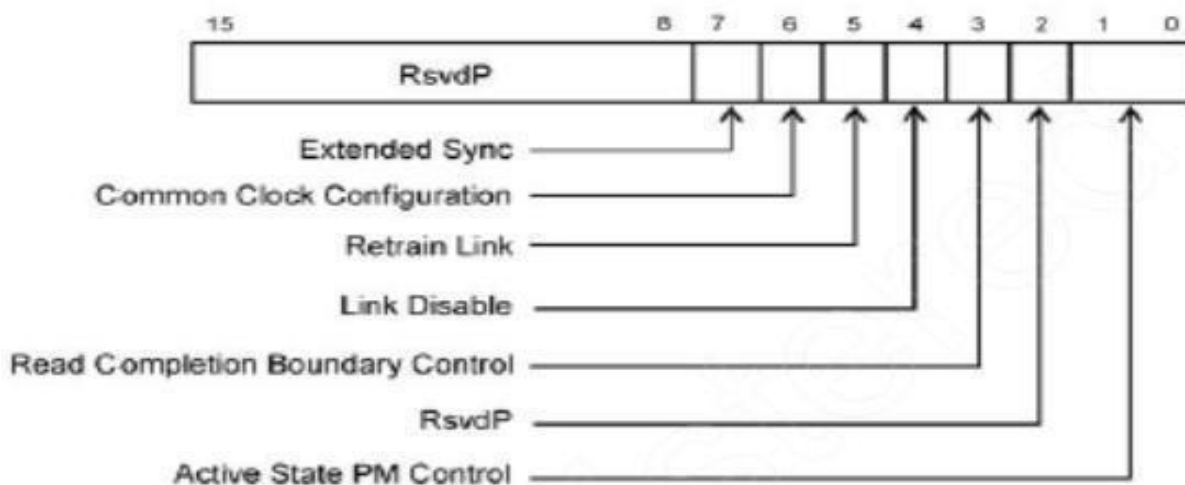 15 8 7 6 5 4 3 2 1 0
RsvdP
Extended Sync
Common Clock Configuration
Retrain Link
Link Disable
Read Completion Boundary Control
RsvdP
Active State PM Control